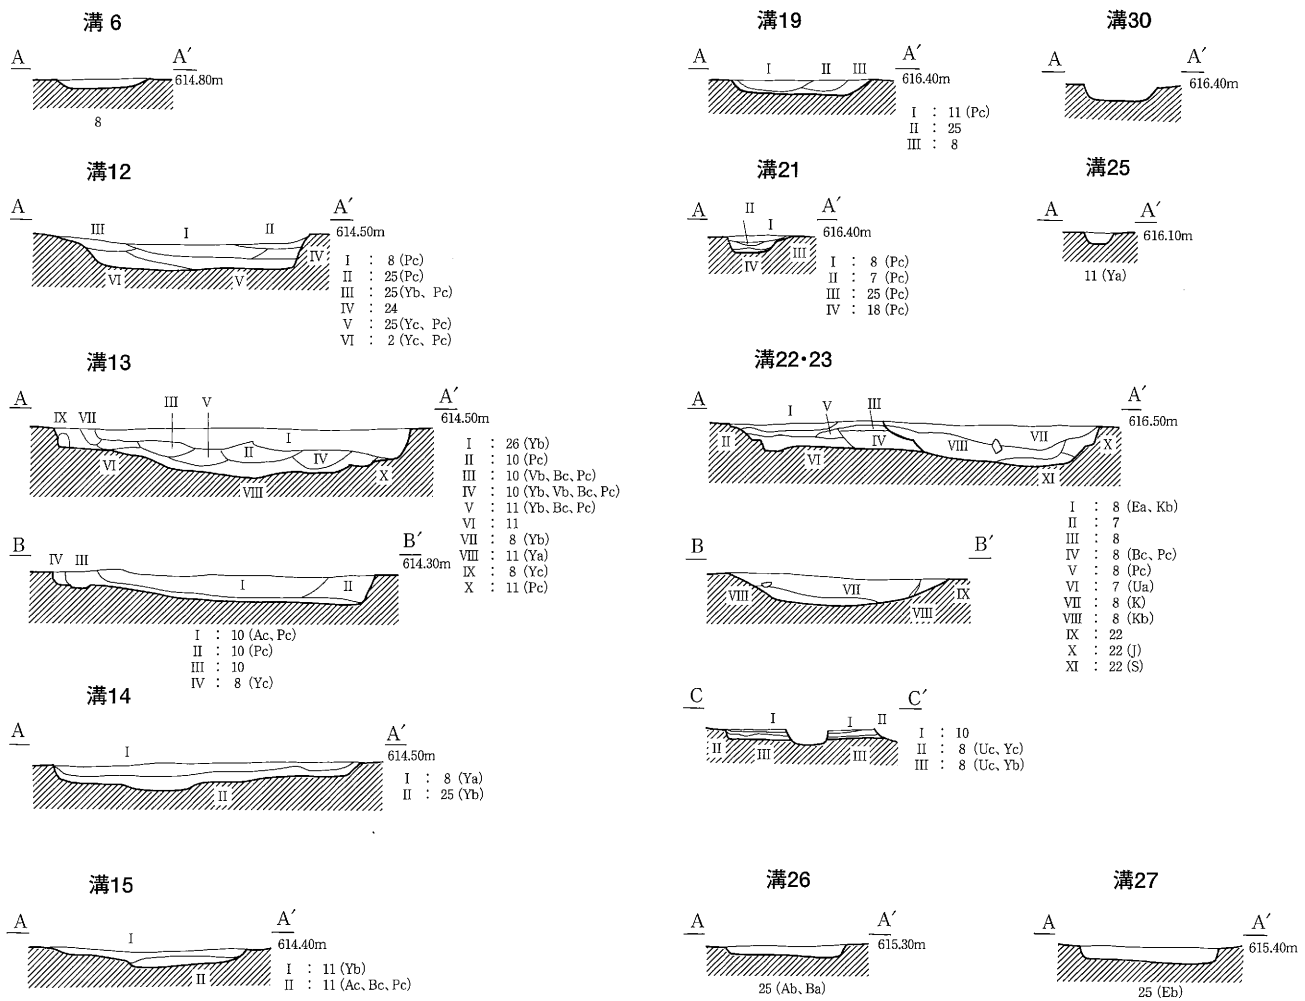 溝 6
A A′
614.80m
8
溝12
A A′
614.50m
III I II
IV
VI V
I : 8 (Pc)
II : 25(Pc)
III : 25(Yb、Pc)
IV : 24
V : 25(Yc、Pc)
VI : 2 (Yc、Pc)
溝13
A A′
614.50m
IX VII III V
I
II IV
VI X
VIII
I : 26(Yb)
II : 10(Pc)
III : 10(Vb、Bc、Pc)
IV : 10(Yb、Vb、Bc、Pc)
V : 11(Yb、Bc、Pc)
VI : 11
VII : 8 (Yb)
VIII : 11(Ya)
IX : 8 (Yc)
X : 11(Pc)
B B′
614.30m
IV III
I II
I : 10(Ac、Pc)
II : 10(Pc)
III : 10
IV : 8 (Yc)
溝14
A A′
614.50m
I
II
I : 8 (Ya)
II : 25(Yb)
溝15
A A′
614.40m
I
II
I : 11(Yb)
II : 11(Ac、Bc、Pc)
溝19
A A′
616.40m
I II III
I : 11(Pc)
II : 25
III : 8
溝30
A A′
616.40m
溝21
A A′
616.40m
II I
IV III
I : 8 (Pc)
II : 7 (Pc)
III : 25(Pc)
IV : 18(Pc)
溝25
A A′
616.10m
11(Ya)
溝22・23
A A′
616.50m
I V III
II IV VIII VII X
VI XI
I : 8 (Ea、Kb)
II : 7
III : 8
IV : 8 (Bc、Pc)
V : 8 (Pc)
VI : 7 (Ua)
VII : 8 (K)
VIII : 8 (Kb)
IX : 22
X : 22(J)
XI : 22(S)
B B′
VIII VII VIII IX
C C′
I I II
II III III
I : 10
II : 8 (Uc、Yc)
III : 8 (Uc、Yb)
溝26
A A′
615.30m
25(Ab、Ba)
溝27
A A′
615.40m
25(Eb)